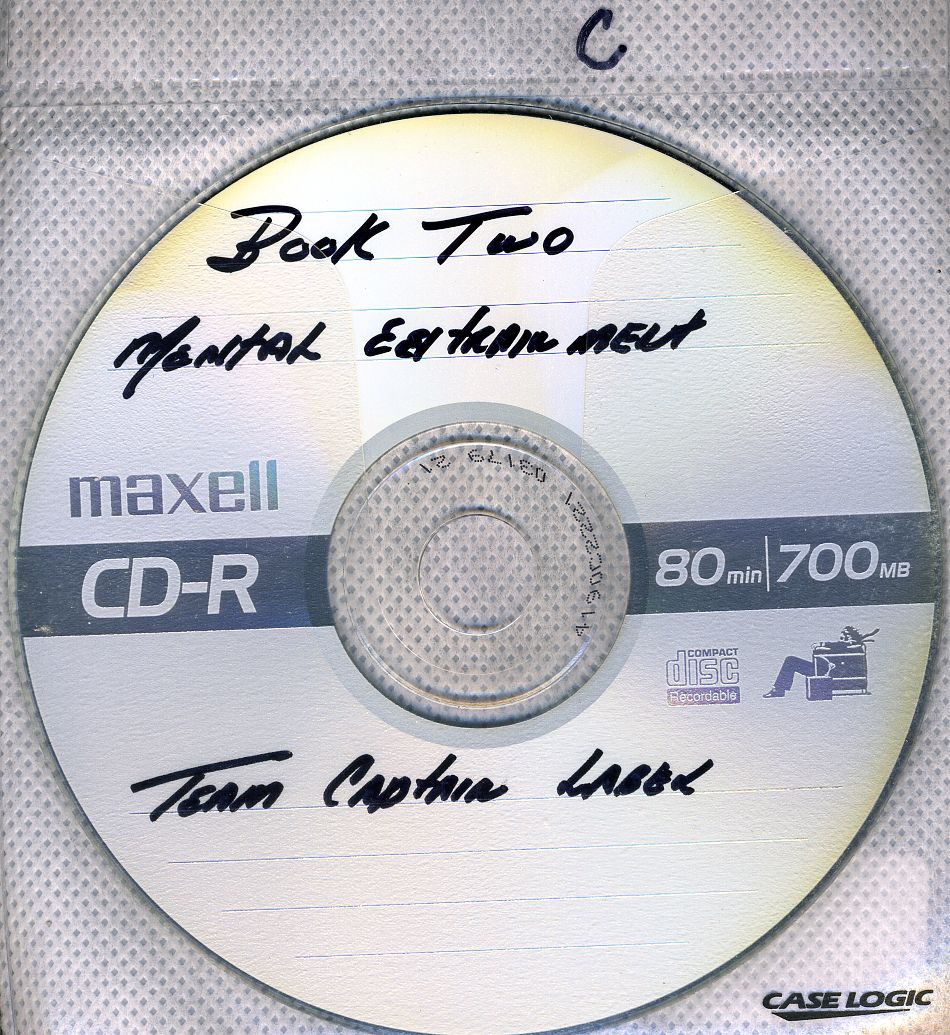 C
Book Two
Mental Entrainment
maxell
CD-R
80min|700MB
COMPACT
disc
Recordable
Team Captain Label
CASE LOGIC